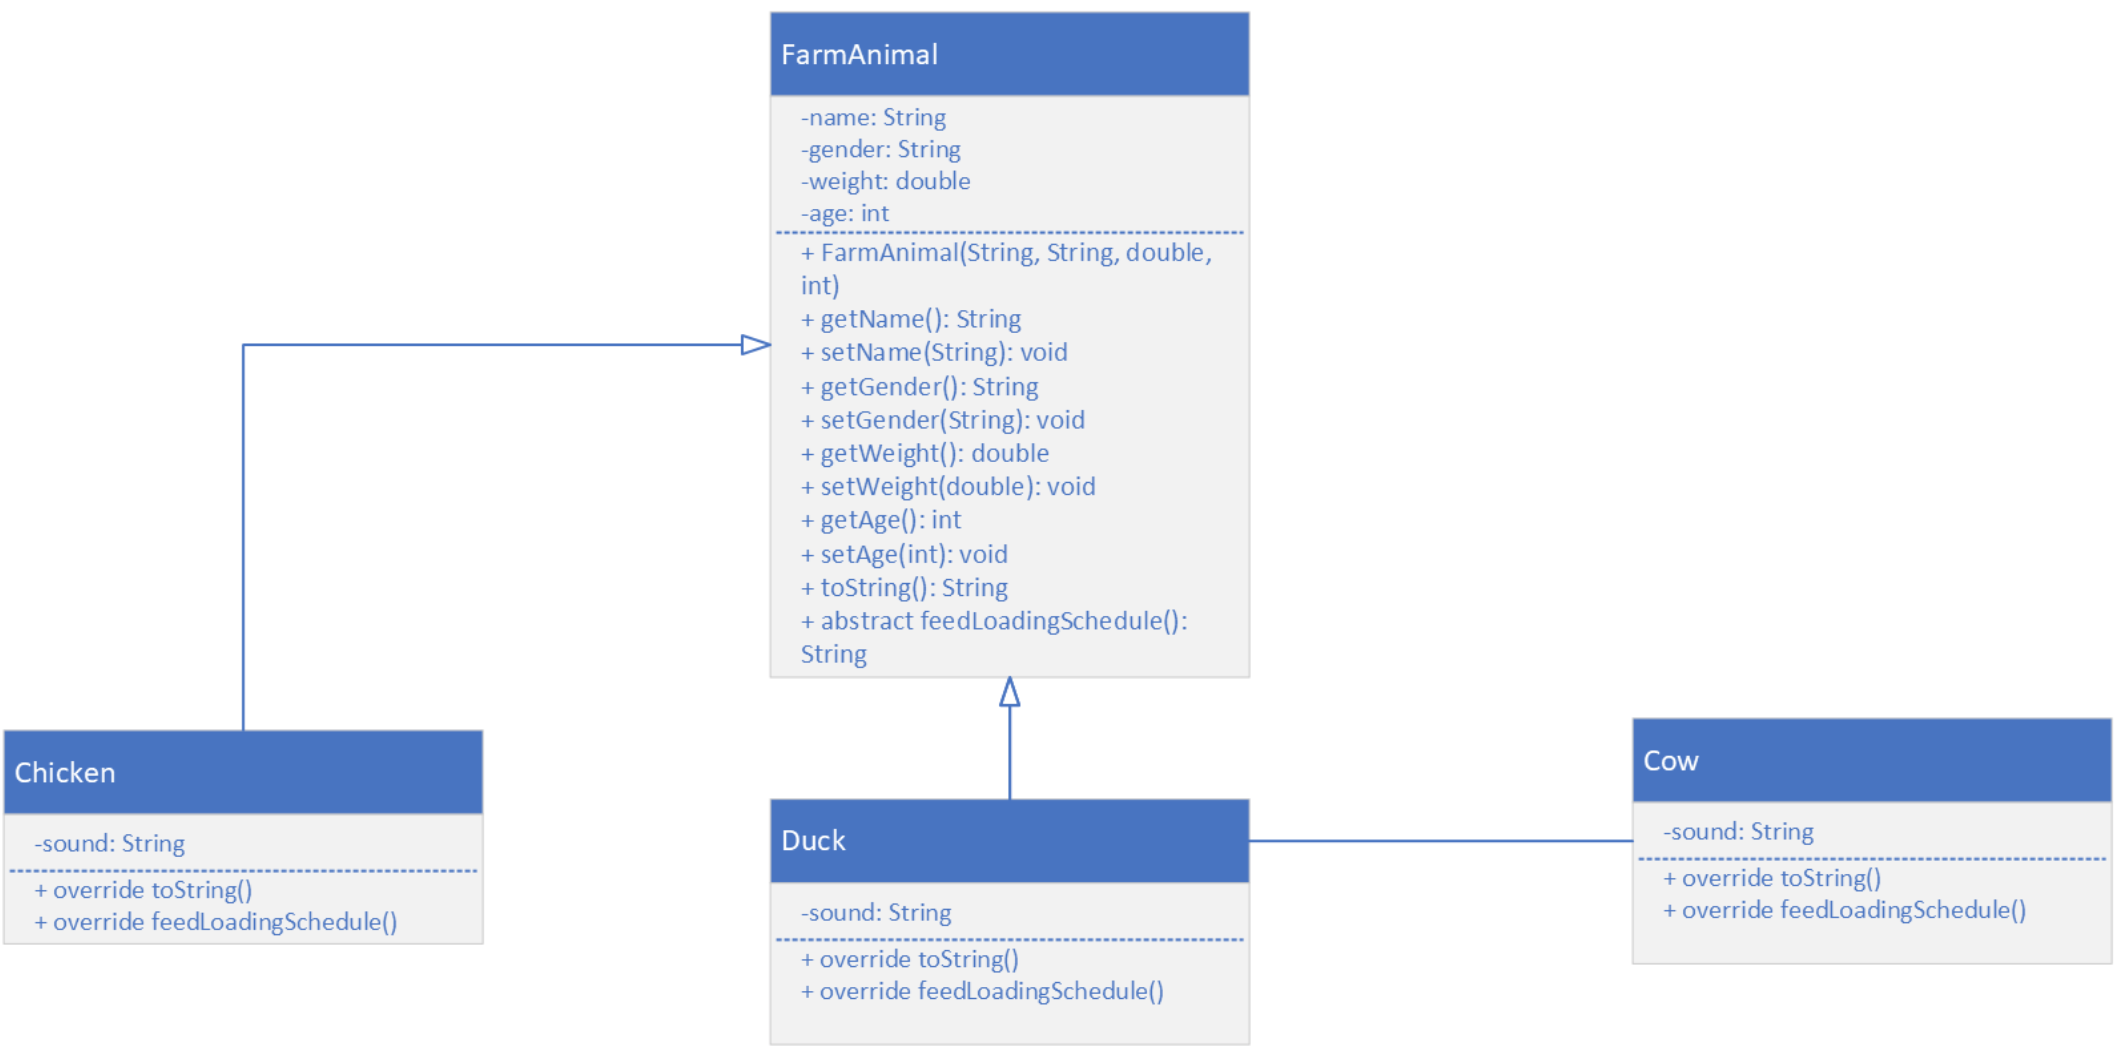 FarmAnimal
-name: String
-gender: String
-weight: double
-age: int
+ FarmAnimal(String, String, double,
int)
+ getName(): String
+ setName(String): void
+ getGender(): String
+ setGender(String): void
+ getWeight(): double
+ setWeight(double): void
+ getAge(): int
+ setAge(int): void
+ toString(): String
+ abstract feedLoadingSchedule():
String
Chicken
-sound: String
+ override toString()
+ override feedLoadingSchedule()
Duck
-sound: String
+ override toString()
+ override feedLoadingSchedule()
Cow
-sound: String
+ override toString()
+ override feedLoadingSchedule()